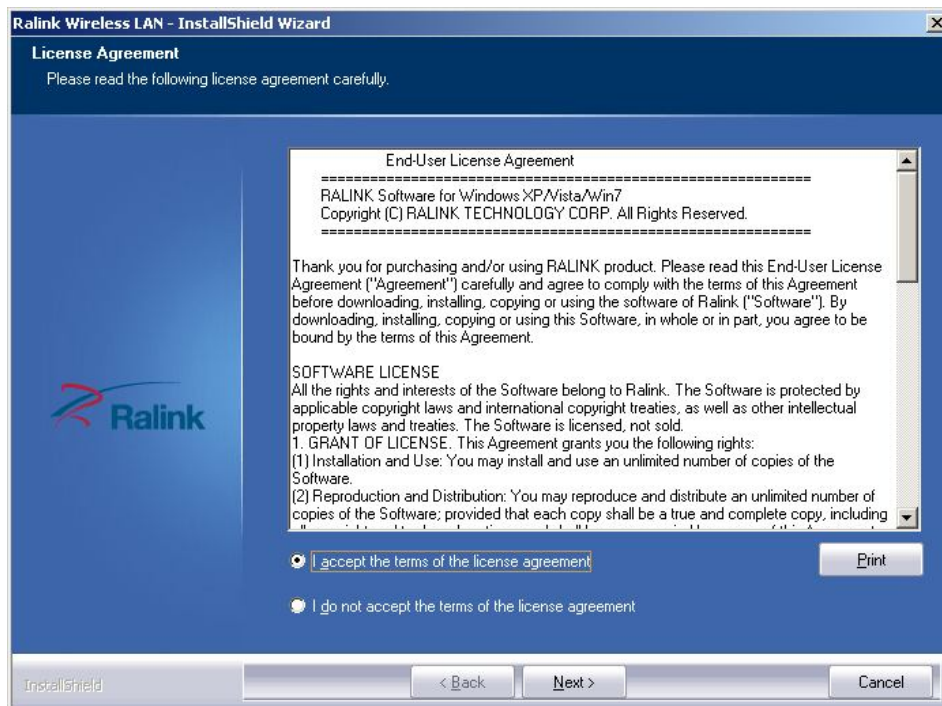 Ralink Wireless LAN - InstallShield Wizard
License Agreement
Please read the following license agreement carefully.
End-User License Agreement
============================================================
RALINK Software for Windows XP/Vista/Win7
Copyright (C) RALINK TECHNOLOGY CORP. All Rights Reserved.
============================================================
Thank you for purchasing and/or using RALINK product. Please read this End-User License
Agreement ("Agreement") carefully and agree to comply with the terms of this Agreement
before downloading, installing, copying or using the software of Ralink ("Software"). By
downloading, installing, copying or using this Software, in whole or in part, you agree to be
bound by the terms of this Agreement.
SOFTWARE LICENSE
All the rights and interests of the Software belong to Ralink. The Software is protected by
applicable copyright laws and international copyright treaties, as well as other intellectual
property laws and treaties. The Software is licensed, not sold.
1. GRANT OF LICENSE. This Agreement grants you the following rights:
(1) Installation and Use: You may install and use an unlimited number of copies of the
Software.
(2) Reproduction and Distribution: You may reproduce and distribute an unlimited number of
copies of the Software; provided that each copy shall be a true and complete copy, including
Ralink
I accept the terms of the license agreement
Print
I do not accept the terms of the license agreement
InstallShield
< Back
Next >
Cancel